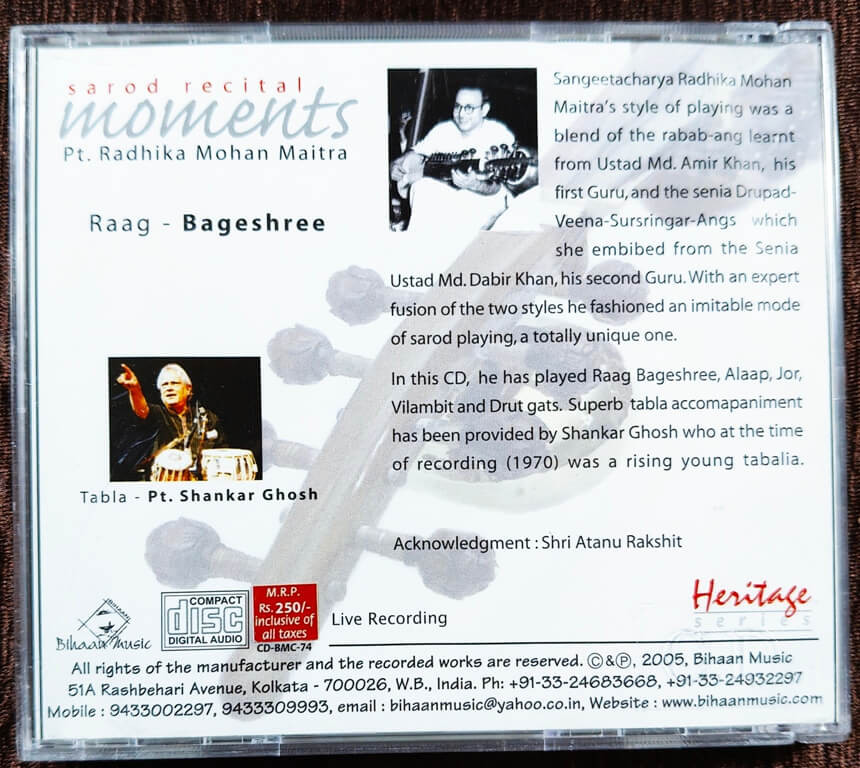 sarod recital
moments
Pt. Radhika Mohan Maitra
Raag - Bageshree
Sangeetacharya Radhika Mohan
Maitra's style of playing was a
blend of the rabab-ang learnt
from Ustad Md. Amir Khan, his
first Guru, and the senia Drupad-
Veena-Sursringar-Angs which
she embibed from the Senia
Ustad Md. Dabir Khan, his second Guru. With an expert
fusion of the two styles he fashioned an imitable mode
of sarod playing, a totally unique one.
In this CD, he has played Raag Bageshree, Alaap, Jor,
Vilambit and Drut gats. Superb tabla accomapaniment
has been provided by Shankar Ghosh who at the time
of recording (1970) was a rising young tabalia.
Tabla - Pt. Shankar Ghosh
Acknowledgment : Shri Atanu Rakshit
BIHAAN
Bihaan Music
COMPACT
disc
DIGITAL AUDIO
M.R.P.
Rs. 250/-
inclusive of
all taxes
CD-BMC-74
Live Recording
Heritage
series
All rights of the manufacturer and the recorded works are reserved. ©&℗, 2005, Bihaan Music
51A Rashbehari Avenue, Kolkata - 700026, W.B., India. Ph: +91-33-24683668, +91-33-24932297
Mobile : 9433002297, 9433309993, email : bihaanmusic@yahoo.co.in, Website : www.bihaanmusic.com